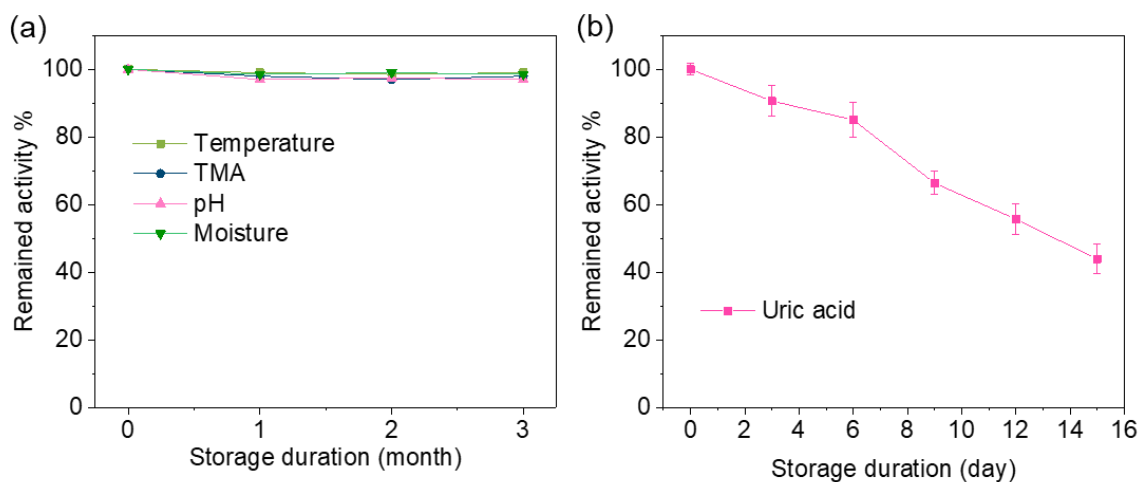 (a)
Remained activity %
100
80
60
40
20
0
Temperature
TMA
pH
Moisture
0 1 2 3
Storage duration (month)
(b)
Remained activity %
100
80
60
40
20
0
Uric acid
0 2 4 6 8 10 12 14 16
Storage duration (day)